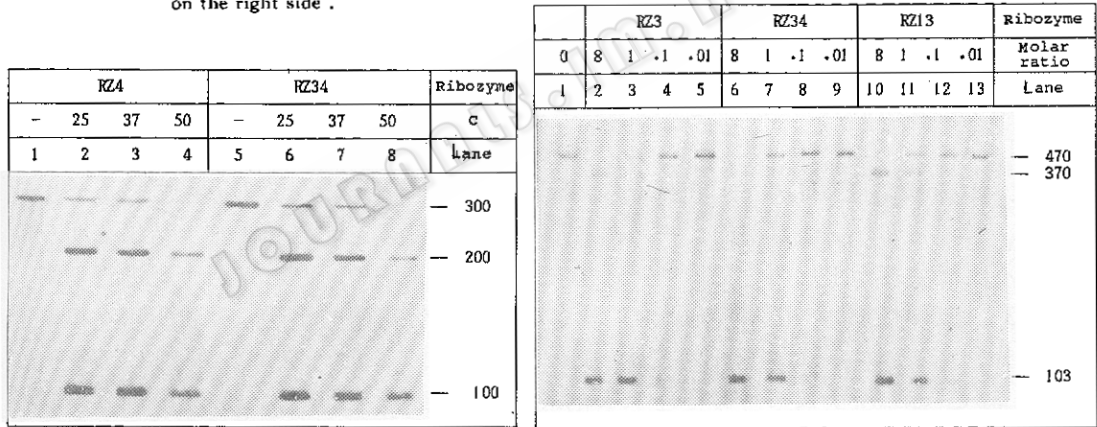 on the right side .
RZ4 RZ34 Ribozyme
- 25 37 50 - 25 37 50 C
1 2 3 4 5 6 7 8 Lane
300
200
100
RZ3 RZ34 RZ13 Ribozyme
0 8 1 .1 .01 8 1 .1 .01 8 1 .1 .01 Molar ratio
1 2 3 4 5 6 7 8 9 10 11 12 13 Lane
470
370
103
JOURNALS.IM.